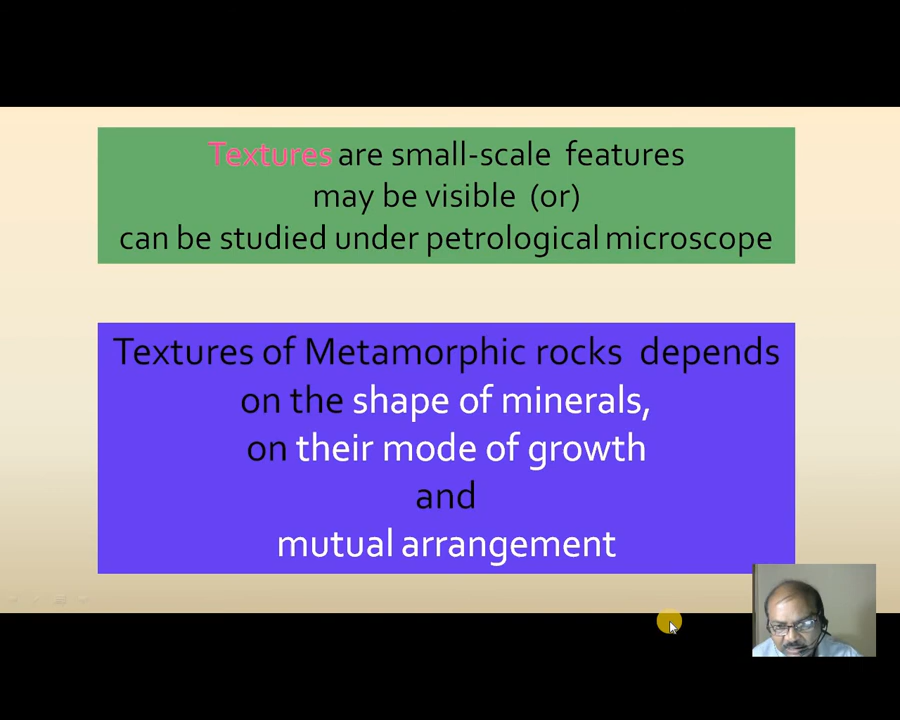 Textures are small-scale features
may be visible (or)
can be studied under petrological microscope
Textures of Metamorphic rocks depends
on the shape of minerals,
on their mode of growth
and
mutual arrangement